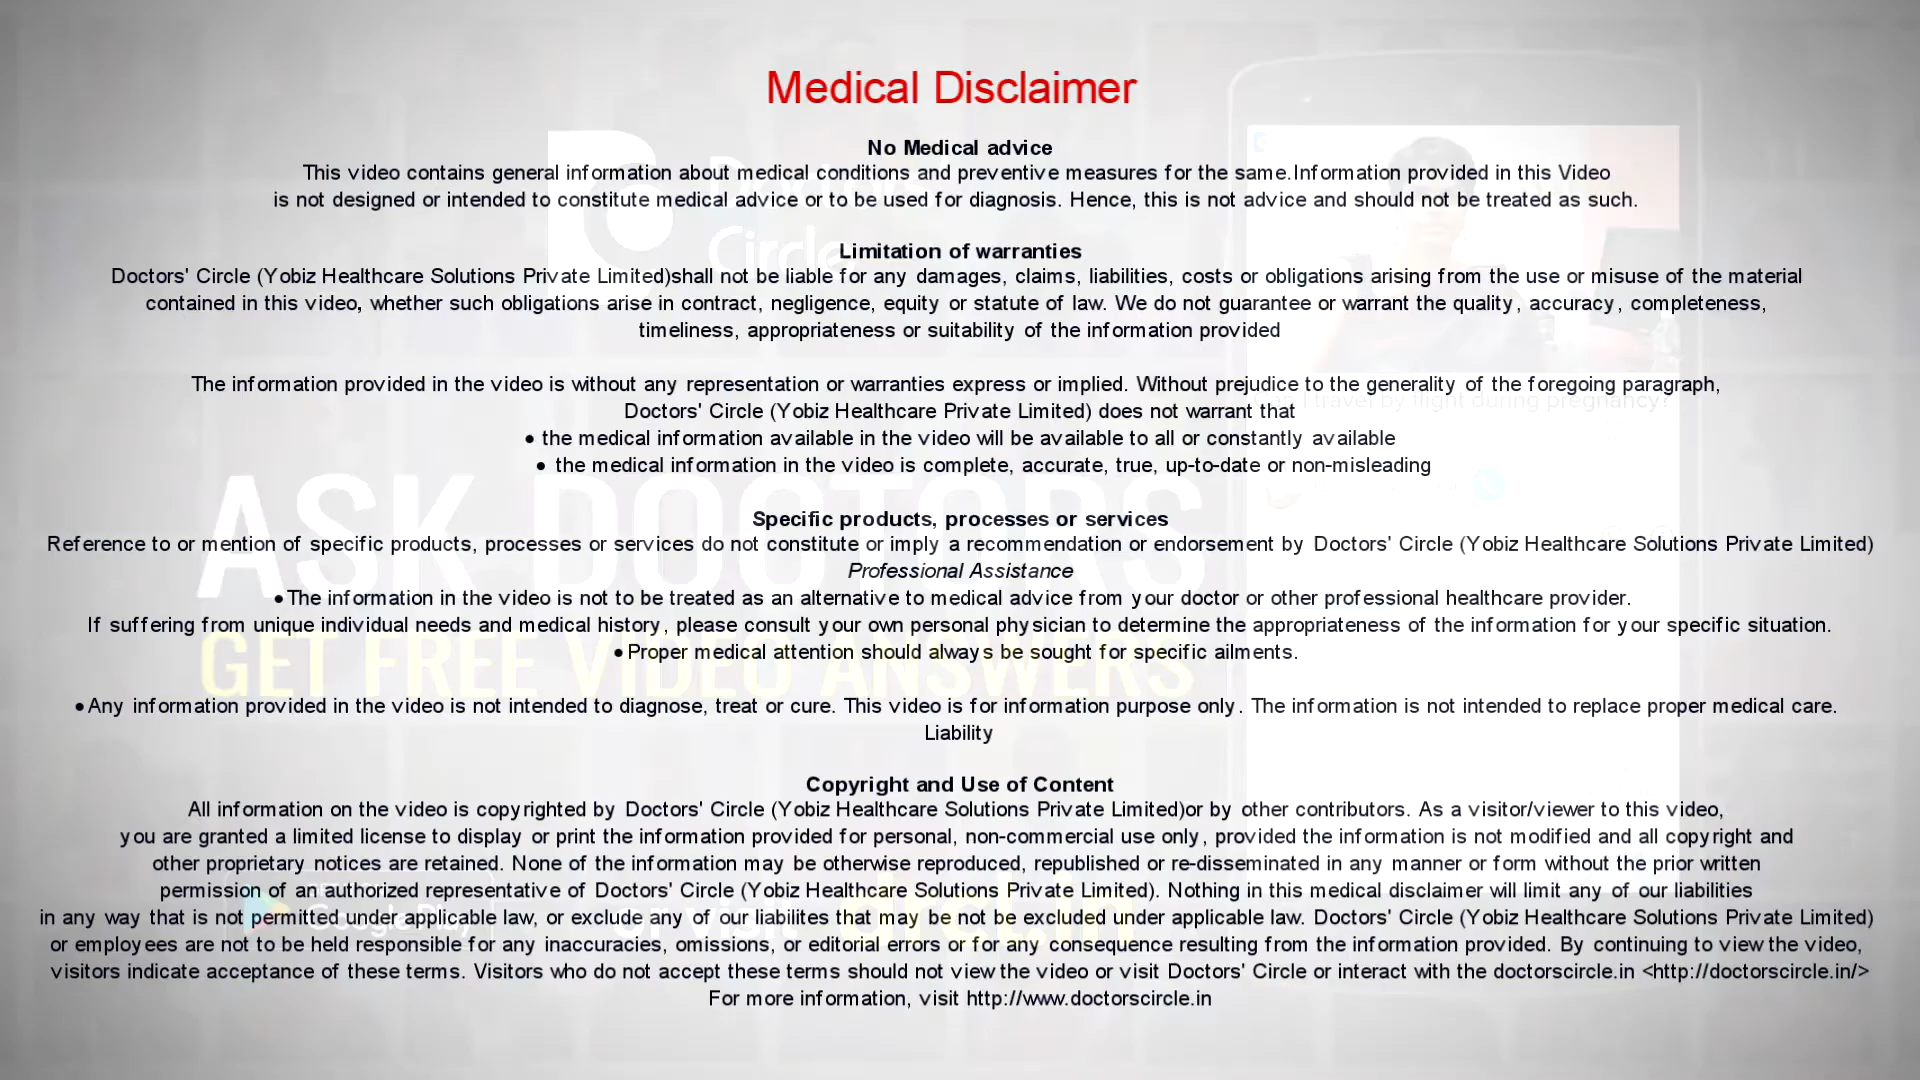 Medical Disclaimer
No Medical advice
This video contains general information about medical conditions and preventive measures for the same.Information provided in this Video
is not designed or intended to constitute medical advice or to be used for diagnosis. Hence, this is not advice and should not be treated as such.
Doctors'
Circle
Limitation of warranties
Doctors' Circle (Yobiz Healthcare Solutions Private Limited)shall not be liable for any damages, claims, liabilities, costs or obligations arising from the use or misuse of the material
contained in this video, whether such obligations arise in contract, negligence, equity or statute of law. We do not guarantee or warrant the quality, accuracy, completeness,
timeliness, appropriateness or suitability of the information provided
The information provided in the video is without any representation or warranties express or implied. Without prejudice to the generality of the foregoing paragraph,
Can I travel by flight during pregnancy?
Doctors' Circle (Yobiz Healthcare Private Limited) does not warrant that
• the medical information available in the video will be available to all or constantly available
• the medical information in the video is complete, accurate, true, up-to-date or non-misleading
ASK DOCTORS
Specific products, processes or services
Reference to or mention of specific products, processes or services do not constitute or imply a recommendation or endorsement by Doctors' Circle (Yobiz Healthcare Solutions Private Limited)
Professional Assistance
•The information in the video is not to be treated as an alternative to medical advice from your doctor or other professional healthcare provider.
If suffering from unique individual needs and medical history, please consult your own personal physician to determine the appropriateness of the information for your specific situation.
•Proper medical attention should always be sought for specific ailments.
GET FREE VIDEO ANSWERS
•Any information provided in the video is not intended to diagnose, treat or cure. This video is for information purpose only. The information is not intended to replace proper medical care.
Liability
Copyright and Use of Content
All information on the video is copyrighted by Doctors' Circle (Yobiz Healthcare Solutions Private Limited)or by other contributors. As a visitor/viewer to this video,
you are granted a limited license to display or print the information provided for personal, non-commercial use only, provided the information is not modified and all copyright and
other proprietary notices are retained. None of the information may be otherwise reproduced, republished or re-disseminated in any manner or form without the prior written
permission of an authorized representative of Doctors' Circle (Yobiz Healthcare Solutions Private Limited). Nothing in this medical disclaimer will limit any of our liabilities
in any way that is not permitted under applicable law, or exclude any of our liabilites that may be not be excluded under applicable law. Doctors' Circle (Yobiz Healthcare Solutions Private Limited)
Google Play or visit drcl.in
or employees are not to be held responsible for any inaccuracies, omissions, or editorial errors or for any consequence resulting from the information provided. By continuing to view the video,
visitors indicate acceptance of these terms. Visitors who do not accept these terms should not view the video or visit Doctors' Circle or interact with the doctorscircle.in <http://doctorscircle.in/>
For more information, visit http://www.doctorscircle.in